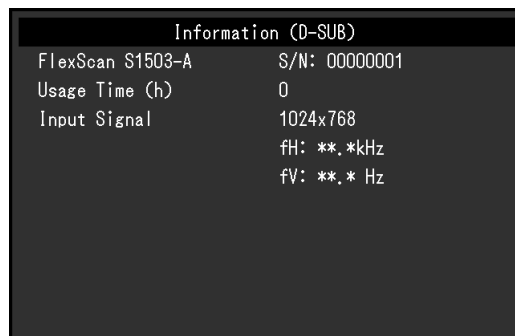 Information (D-SUB)
FlexScan S1503-A S/N: 00000001
Usage Time (h) 0
Input Signal 1024x768
fH: **.*kHz
fV: **.* Hz